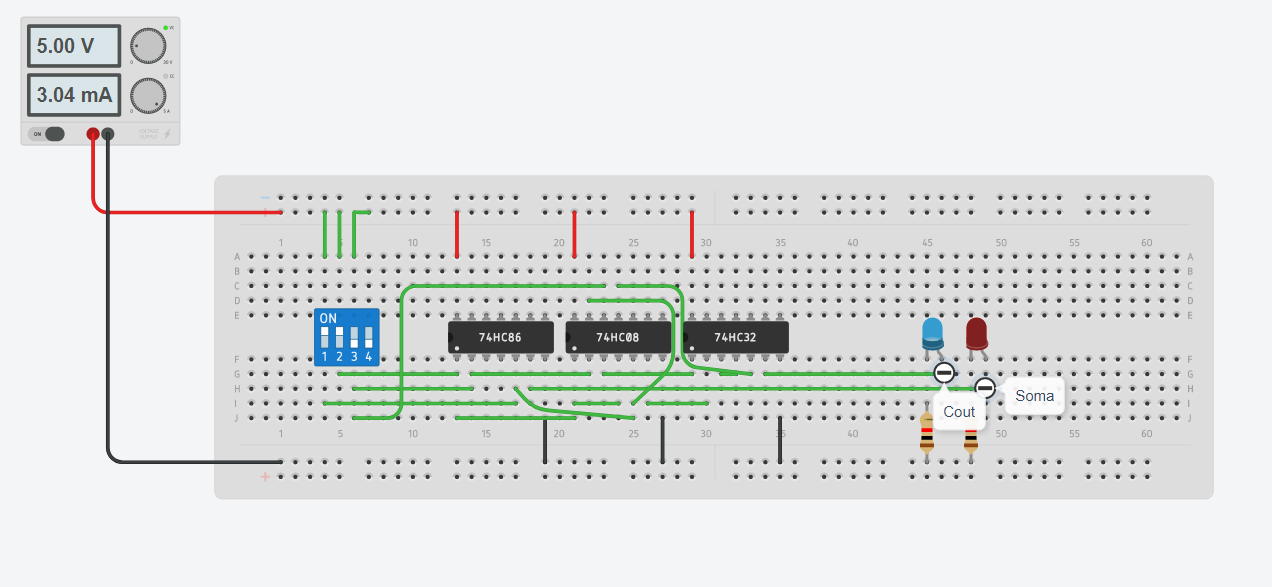 5.00 V
3.04 mA
ON
− 
+
1 10 15 20 25 30 35 40 45 50 55 60
A A
B B
C C
D D
E E
ON
1 2 3 4
74HC86
74HC08
74HC32
F F
G G
H H
Soma
I I
Cout
J J
1 5 10 15 20 25 30 35 40 45 50 55 60
+